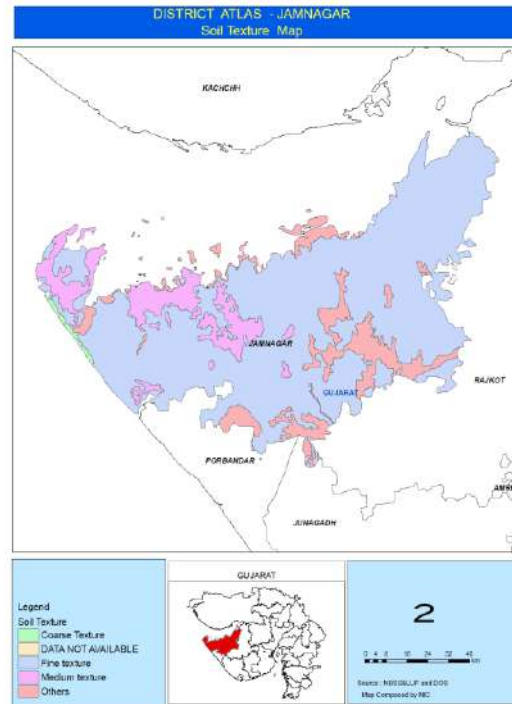 DISTRICT ATLAS - JAMNAGAR
Soil Texture Map
KACHCHH
JAMNAGAR
RAJKOT
GUJARAT
PORBANDAR
JUNAGADH
GUJARAT
Legend
Soil Texture
Coarse Texture
DATA NOT AVAILABLE
Fine texture
Medium texture
Others
2
Source : NBSS&LUP and DOS
Map Composed by NIC